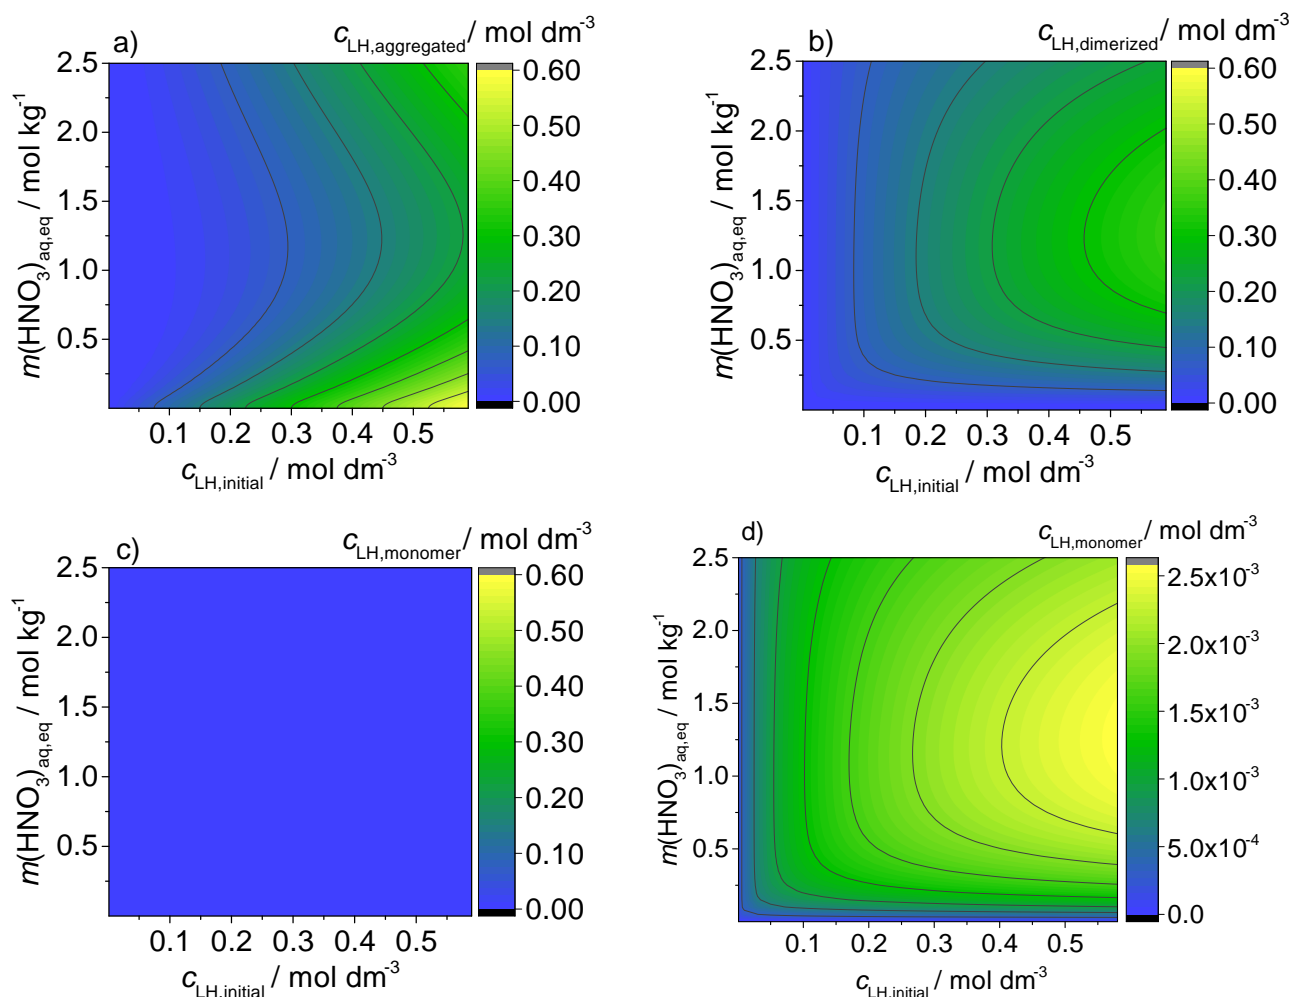 a)
c_LH,aggregated / mol dm⁻³
2.5
2.0
1.5
1.0
0.5
m(HNO₃)aq,eq / mol kg⁻¹
0.1 0.2 0.3 0.4 0.5
c_LH,initial / mol dm⁻³
0.60
0.50
0.40
0.30
0.20
0.10
0.00
b)
c_LH,dimerized / mol dm⁻³
2.5
2.0
1.5
1.0
0.5
m(HNO₃)aq,eq / mol kg⁻¹
0.1 0.2 0.3 0.4 0.5
c_LH,initial / mol dm⁻³
0.60
0.50
0.40
0.30
0.20
0.10
0.00
c)
c_LH,monomer / mol dm⁻³
2.5
2.0
1.5
1.0
0.5
m(HNO₃)aq,eq / mol kg⁻¹
0.1 0.2 0.3 0.4 0.5
c_LH,initial / mol dm⁻³
0.60
0.50
0.40
0.30
0.20
0.10
0.00
d)
c_LH,monomer / mol dm⁻³
2.5
2.0
1.5
1.0
0.5
m(HNO₃)aq,eq / mol kg⁻¹
0.1 0.2 0.3 0.4 0.5
c_LH,initial / mol dm⁻³
2.5x10⁻³
2.0x10⁻³
1.5x10⁻³
1.0x10⁻³
5.0x10⁻⁴
0.0